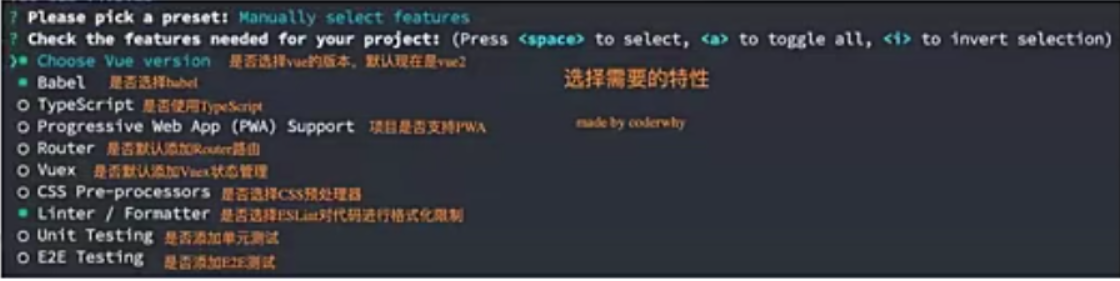 ? Please pick a preset: Manually select features
? Check the features needed for your project: (Press <space> to select, <a> to toggle all, <i> to invert selection)
Choose Vue version 是否选择vue的版本，默认现在是vue2
选择需要的特性
Babel 是否选择babel
TypeScript 是否使用TypeScript
Progressive Web App (PWA) Support 项目是否支持PWA
made by coderwhy
Router 是否默认添加Router路由
Vuex 是否默认添加Vuex状态管理
CSS Pre-processors 是否选择CSS预处理器
Linter / Formatter 是否选择ESLint对代码进行格式化限制
Unit Testing 是否添加单元测试
E2E Testing 是否添加E2E测试